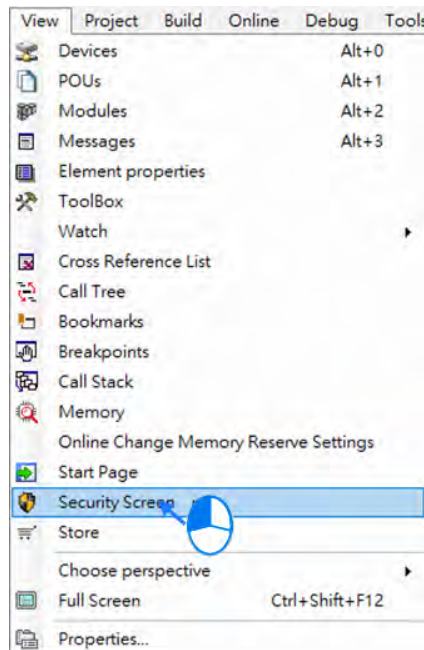 View Project Build Online Debug Tools
Devices Alt+0
POUs Alt+1
Modules Alt+2
Messages Alt+3
Element properties
ToolBox
Watch
Cross Reference List
Call Tree
Bookmarks
Breakpoints
Call Stack
Memory
Online Change Memory Reserve Settings
Start Page
Security Screen
Store
Choose perspective
Full Screen Ctrl+Shift+F12
Properties...